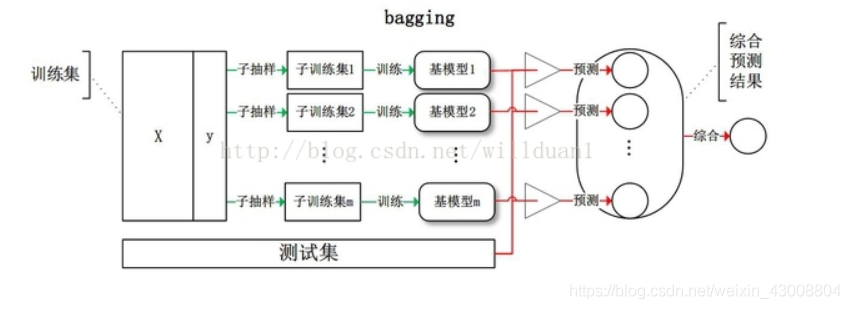 bagging
训练集
X
y
子抽样
子训练集1
训练
基模型1
预测
综合
预测
结果
子抽样
子训练集2
训练
基模型2
预测
http://blog.csdn.net/willduan1
综合
子抽样
子训练集m
训练
基模型m
预测
测试集
https://blog.csdn.net/weixin_43008804